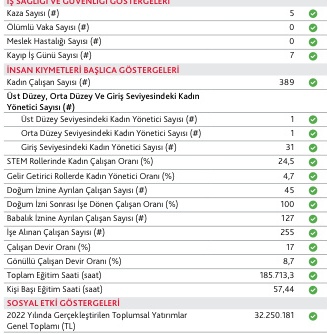 İŞ SAĞLIĞI VE GÜVENLİĞİ GÖSTERGELERİ
Kaza Sayısı (#) 5
Ölümlü Vaka Sayısı (#) 0
Meslek Hastalığı Sayısı (#) 0
Kayıp İş Günü Sayısı (#) 7
İNSAN KIYMETLERİ BAŞLICA GÖSTERGELERİ
Kadın Çalışan Sayısı (#) 389
Üst Düzey, Orta Düzey Ve Giriş Seviyesindeki Kadın
Yönetici Sayısı (#)
Üst Düzey Seviyesindeki Kadın Yönetici Sayısı (#) 1
Orta Düzey Seviyesindeki Kadın Yönetici Sayısı (#) 1
Giriş Seviyesindeki Kadın Yönetici Sayısı (#) 31
STEM Rollerinde Kadın Çalışan Oranı (%) 24,5
Gelir Getirici Rollerde Kadın Yönetici Oranı (%) 4,7
Doğum İznine Ayrılan Çalışan Sayısı (#) 45
Doğum İzni Sonrası İşe Dönen Çalışan Oranı (%) 100
Babalık İznine Ayrılan Çalışan Sayısı (#) 127
İşe Alınan Çalışan Sayısı (#) 255
Çalışan Devir Oranı (%) 17
Gönüllü Çalışan Devir Oranı (%) 8,7
Toplam Eğitim Saati (saat) 185.713,3
Kişi Başı Eğitim Saati (saat) 57,44
SOSYAL ETKİ GÖSTERGELERİ
2022 Yılında Gerçekleştirilen Toplumsal Yatırımlar 32.250.181
Genel Toplamı (TL)